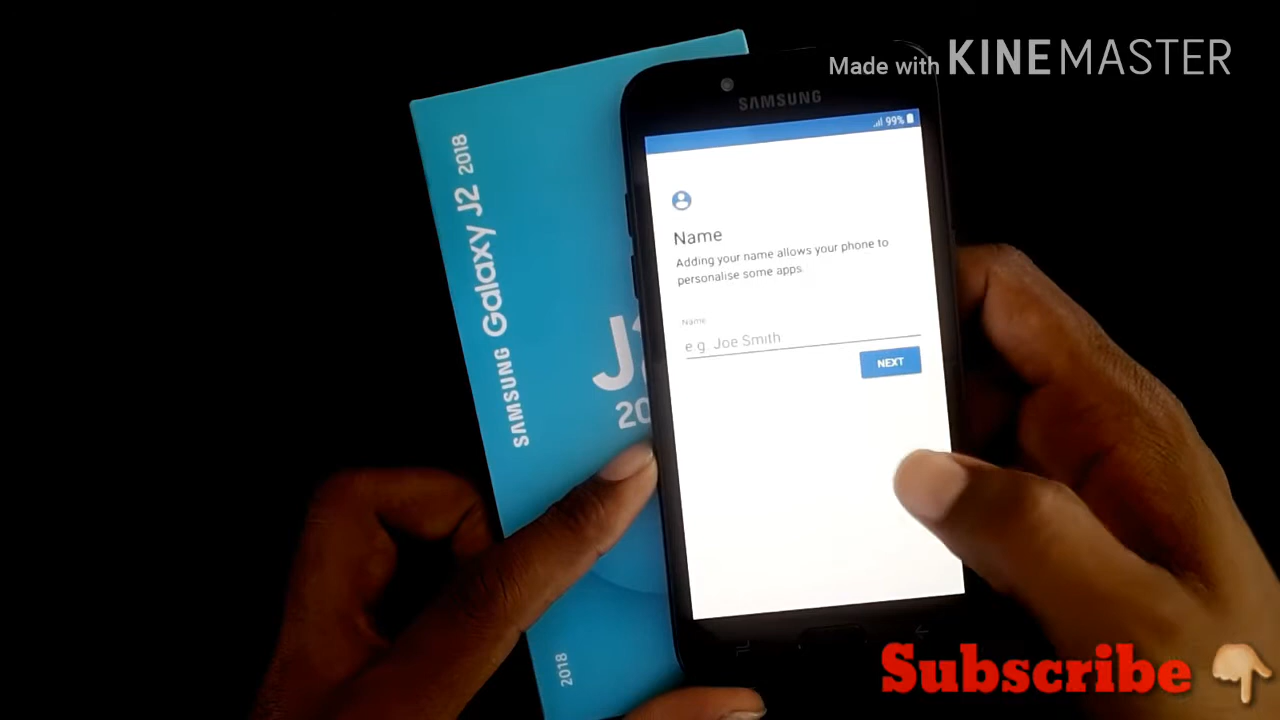 Made with KINEMASTER
SAMSUNG
99%
Name
Adding your name allows your phone to
personalise some apps.
Name
e.g. Joe Smith
NEXT
SAMSUNG Galaxy J2 2018
2018
Subscribe